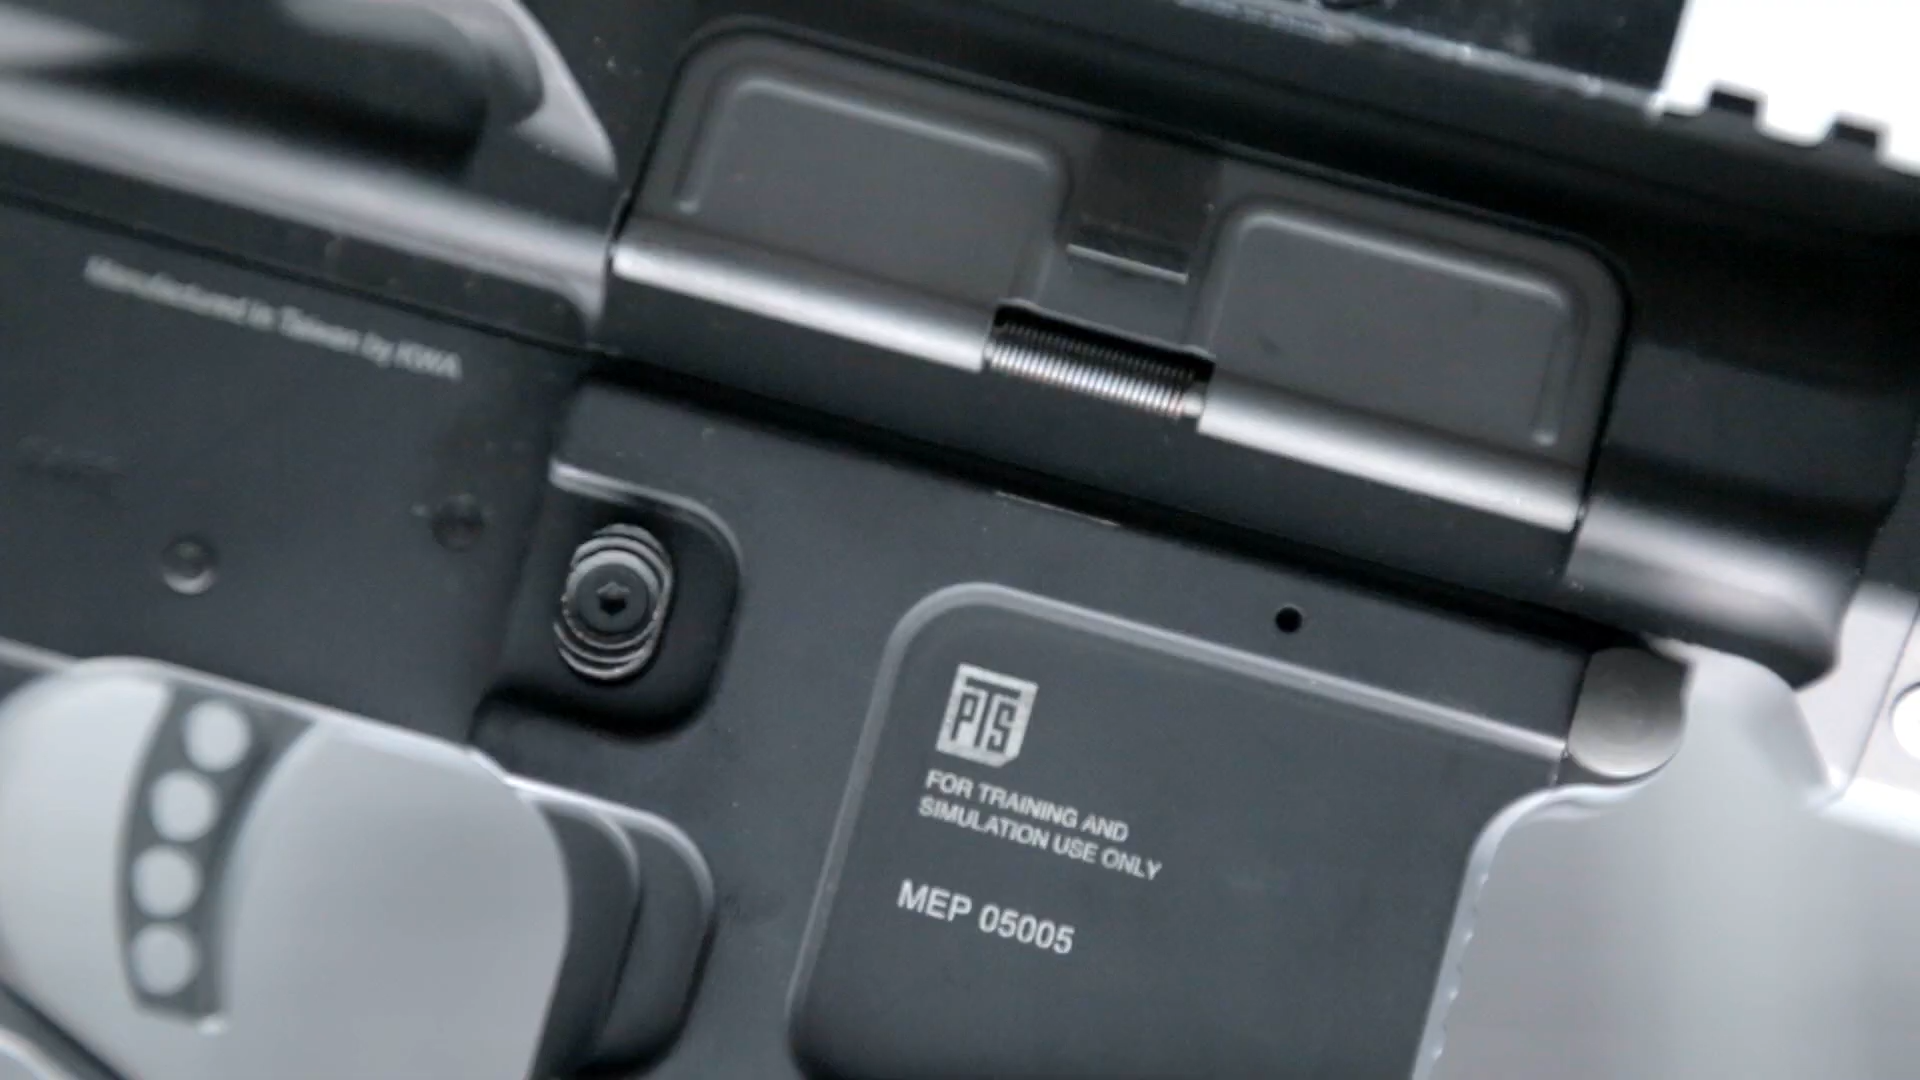 Manufactured in Taiwan by KWA
PTS
FOR TRAINING AND
SIMULATION USE ONLY
MEP 05005